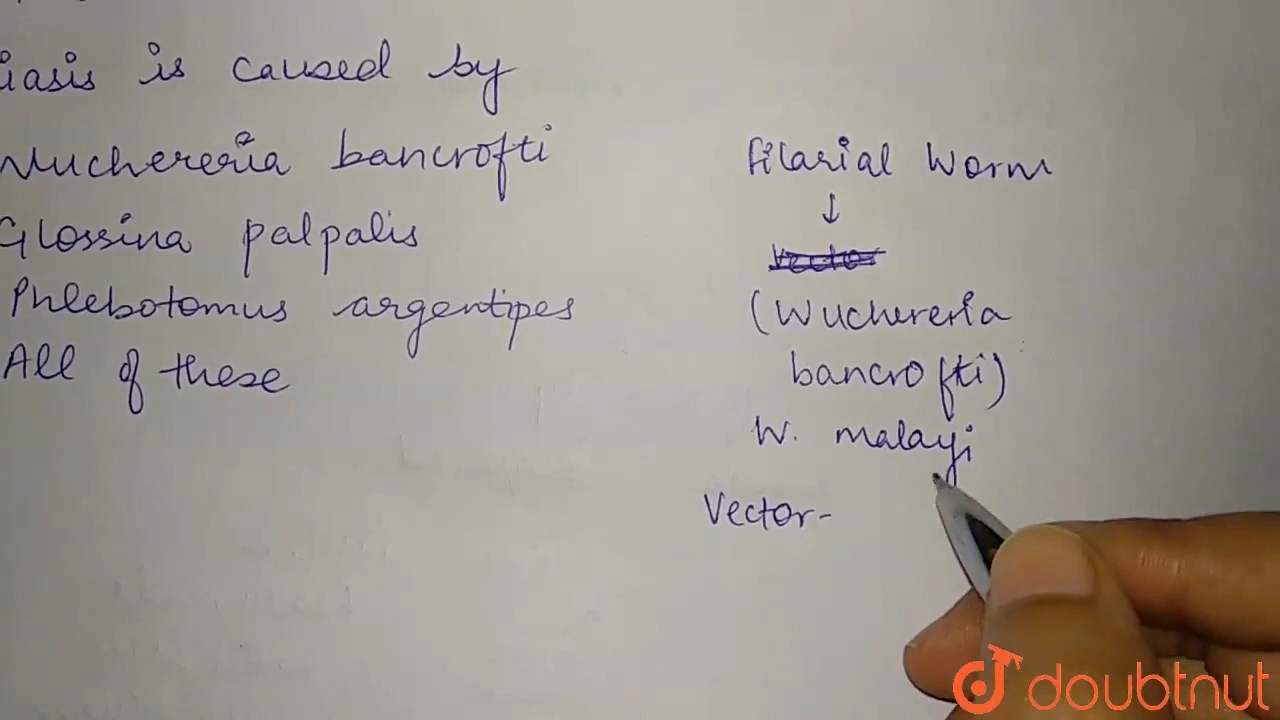 iasis is caused by
Wuchereria bancrofti
Glossina palpalis
Phlebotomus argentipes
All of these
filarial Worm
↓
Vector
(Wuchereria
bancrofti)
W. malayi
Vector-
doubtnut